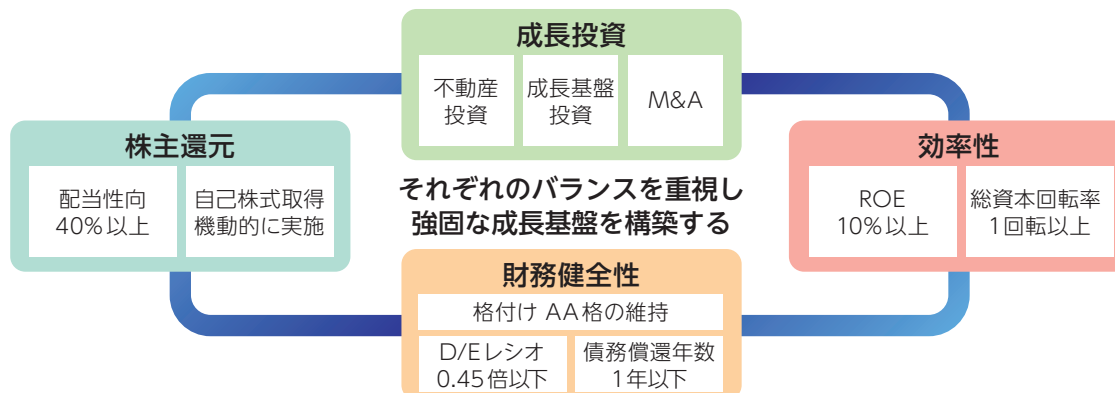 成長投資
不動産
投資
成長基盤
投資
M&A
株主還元
配当性向
40%以上
自己株式取得
機動的に実施
それぞれのバランスを重視し
強固な成長基盤を構築する
効率性
ROE
10%以上
総資本回転率
1回転以上
財務健全性
格付け AA格の維持
D/Eレシオ
0.45倍以下
債務償還年数
1年以下